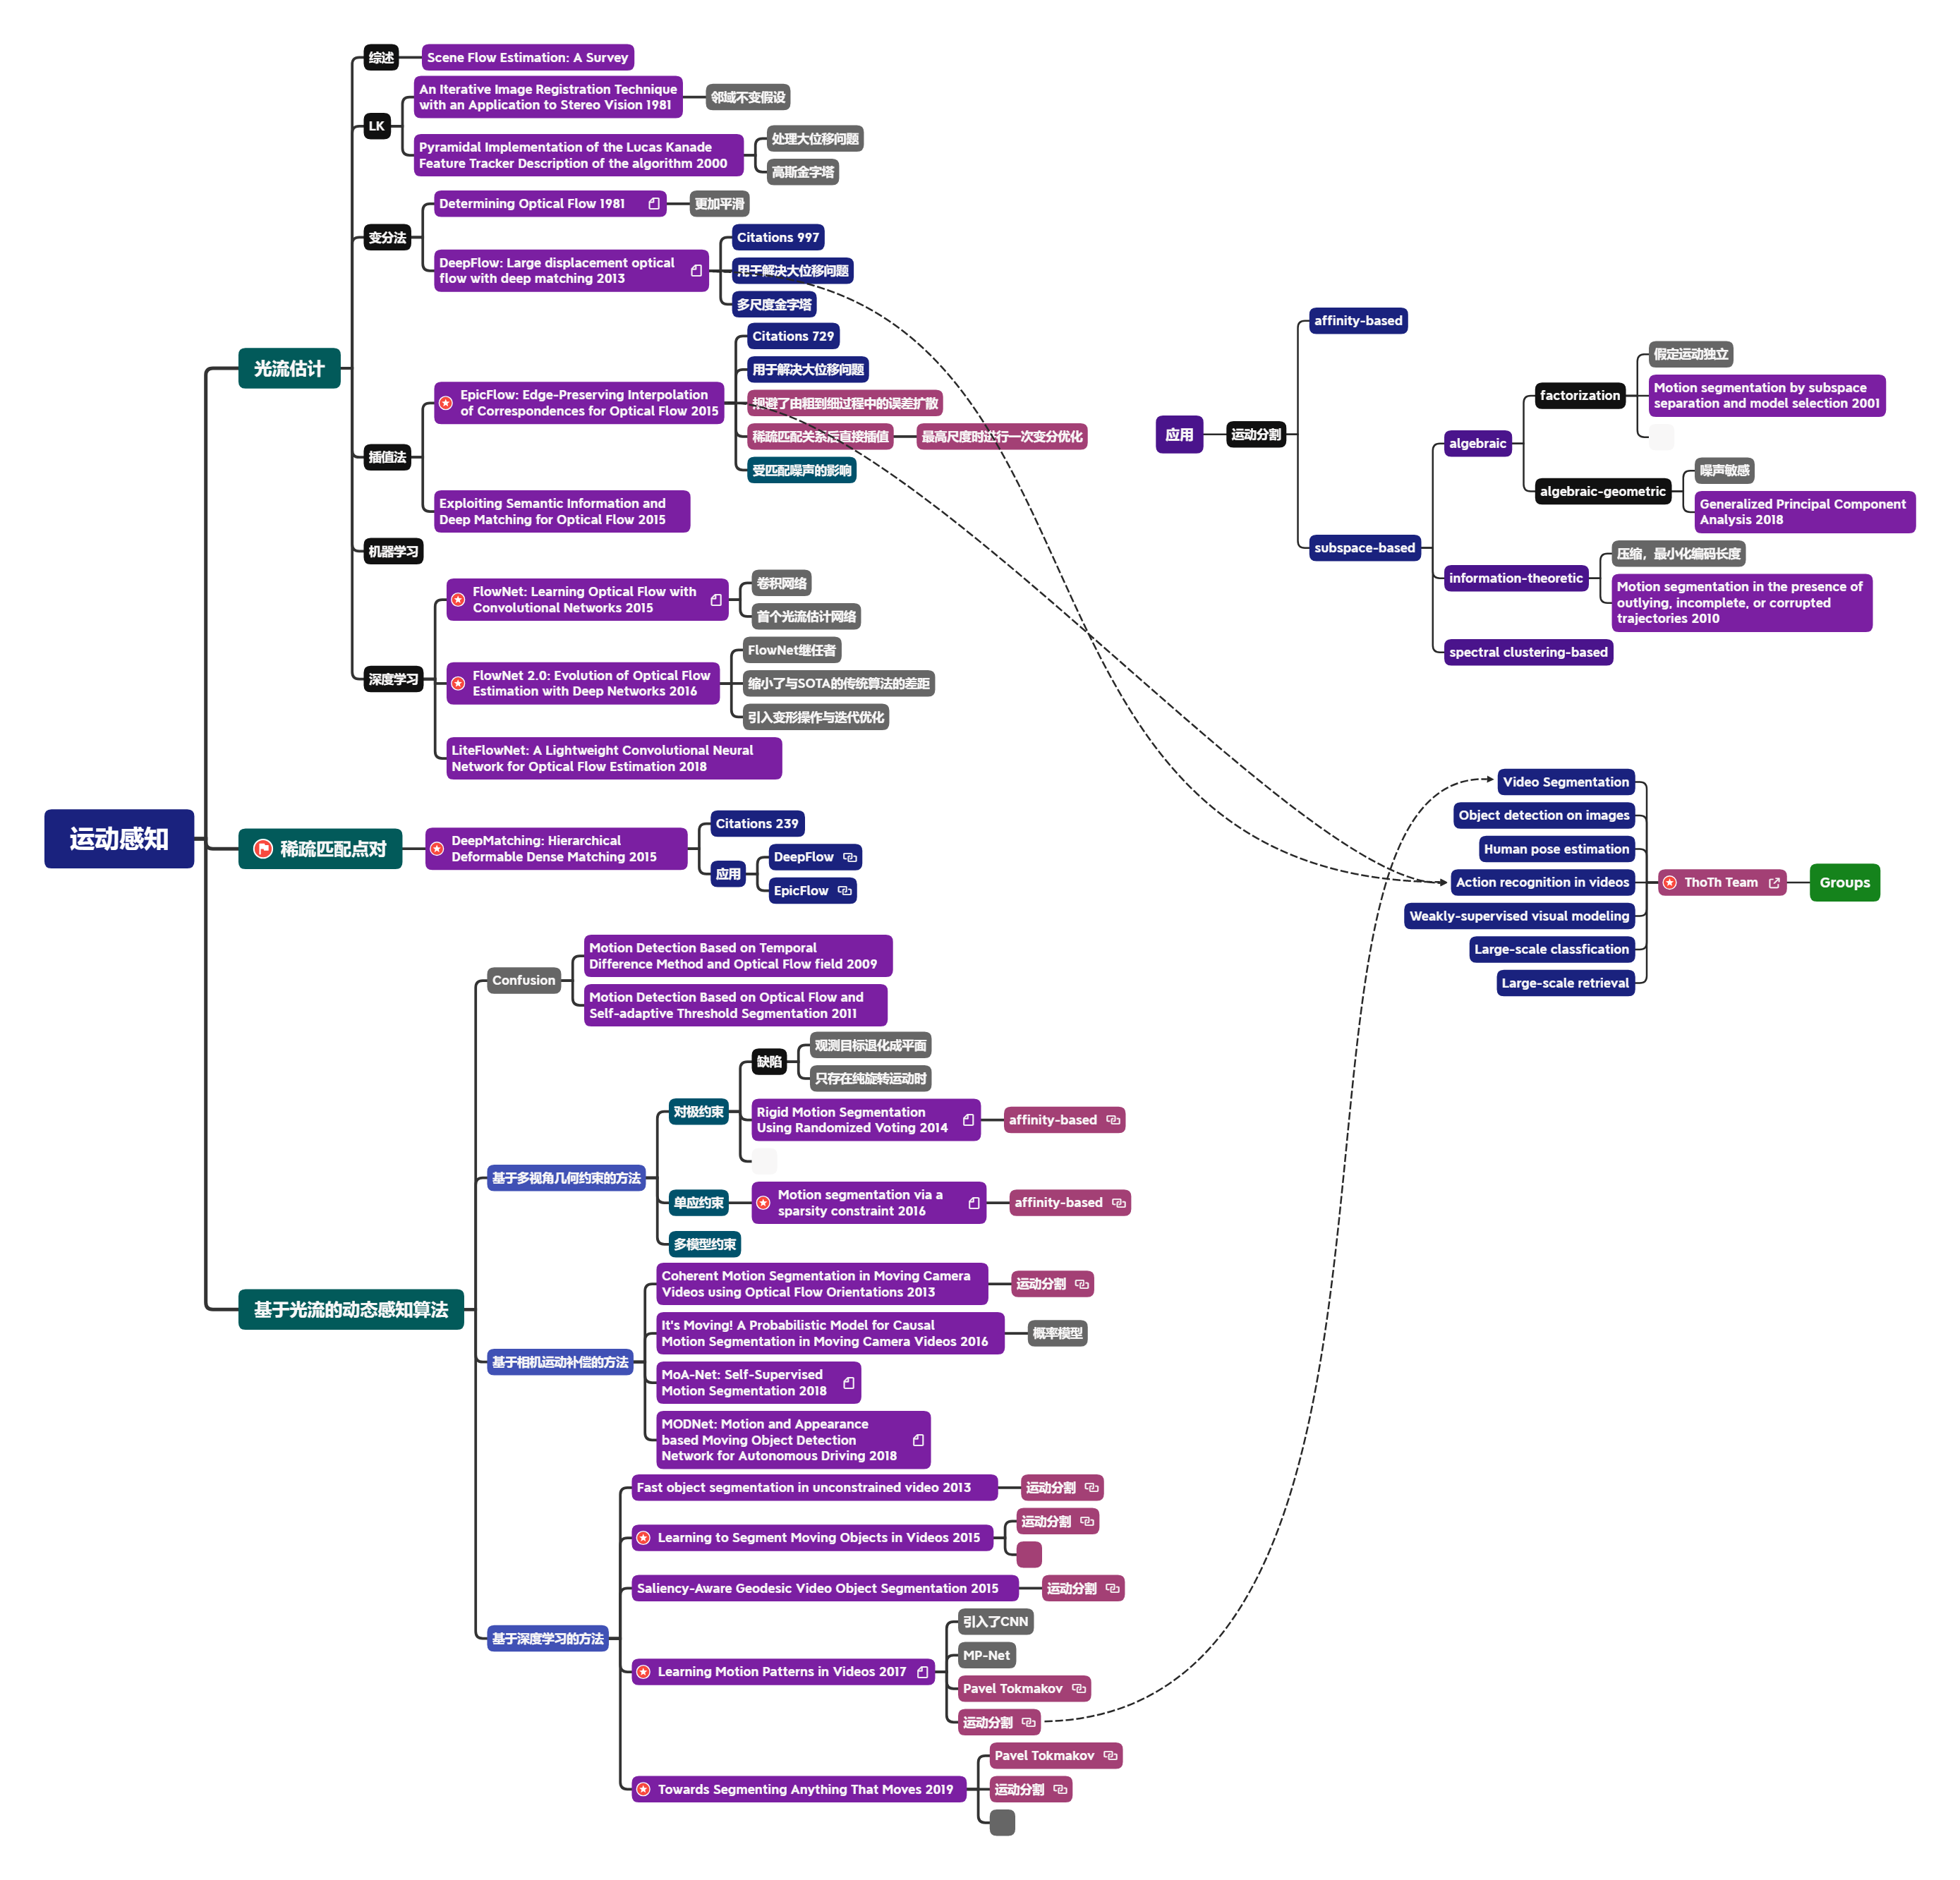 运动感知
光流估计
综述
Scene Flow Estimation: A Survey
LK
An Iterative Image Registration Technique
with an Application to Stereo Vision 1981
邻域不变假设
Pyramidal Implementation of the Lucas Kanade
Feature Tracker Description of the algorithm 2000
处理大位移问题
高斯金字塔
变分法
Determining Optical Flow 1981
更加平滑
DeepFlow: Large displacement optical
flow with deep matching 2013
Citations 997
用于解决大位移问题
多尺度金字塔
插值法
EpicFlow: Edge-Preserving Interpolation
of Correspondences for Optical Flow 2015
Citations 729
用于解决大位移问题
规避了由粗到细过程中的误差扩散
稀疏匹配关系后直接插值
最高尺度时进行一次变分优化
受匹配噪声的影响
Exploiting Semantic Information and
Deep Matching for Optical Flow 2015
机器学习
深度学习
FlowNet: Learning Optical Flow with
Convolutional Networks 2015
卷积网络
首个光流估计网络
FlowNet 2.0: Evolution of Optical Flow
Estimation with Deep Networks 2016
FlowNet继任者
缩小了与SOTA的传统算法的差距
引入变形操作与迭代优化
LiteFlowNet: A Lightweight Convolutional Neural
Network for Optical Flow Estimation 2018
稀疏匹配点对
DeepMatching: Hierarchical
Deformable Dense Matching 2015
Citations 239
应用
DeepFlow
EpicFlow
基于光流的动态感知算法
Confusion
Motion Detection Based on Temporal
Difference Method and Optical Flow field 2009
Motion Detection Based on Optical Flow and
Self-adaptive Threshold Segmentation 2011
基于多视角几何约束的方法
对极约束
缺陷
观测目标退化成平面
只存在纯旋转运动时
Rigid Motion Segmentation
Using Randomized Voting 2014
affinity-based
单应约束
Motion segmentation via a
sparsity constraint 2016
affinity-based
多模型约束
基于相机运动补偿的方法
Coherent Motion Segmentation in Moving Camera
Videos using Optical Flow Orientations 2013
运动分割
It's Moving! A Probabilistic Model for Causal
Motion Segmentation in Moving Camera Videos 2016
概率模型
MoA-Net: Self-Supervised
Motion Segmentation 2018
MODNet: Motion and Appearance
based Moving Object Detection
Network for Autonomous Driving 2018
基于深度学习的方法
Fast object segmentation in unconstrained video 2013
运动分割
Learning to Segment Moving Objects in Videos 2015
运动分割
Saliency-Aware Geodesic Video Object Segmentation 2015
运动分割
Learning Motion Patterns in Videos 2017
引入了CNN
MP-Net
Pavel Tokmakov
运动分割
Towards Segmenting Anything That Moves 2019
Pavel Tokmakov
运动分割
应用
运动分割
affinity-based
subspace-based
algebraic
factorization
假定运动独立
Motion segmentation by subspace
separation and model selection 2001
algebraic-geometric
噪声敏感
Generalized Principal Component
Analysis 2018
information-theoretic
压缩，最小化编码长度
Motion segmentation in the presence of
outlying, incomplete, or corrupted
trajectories 2010
spectral clustering-based
Groups
ThoTh Team
Video Segmentation
Object detection on images
Human pose estimation
Action recognition in videos
Weakly-supervised visual modeling
Large-scale classfication
Large-scale retrieval